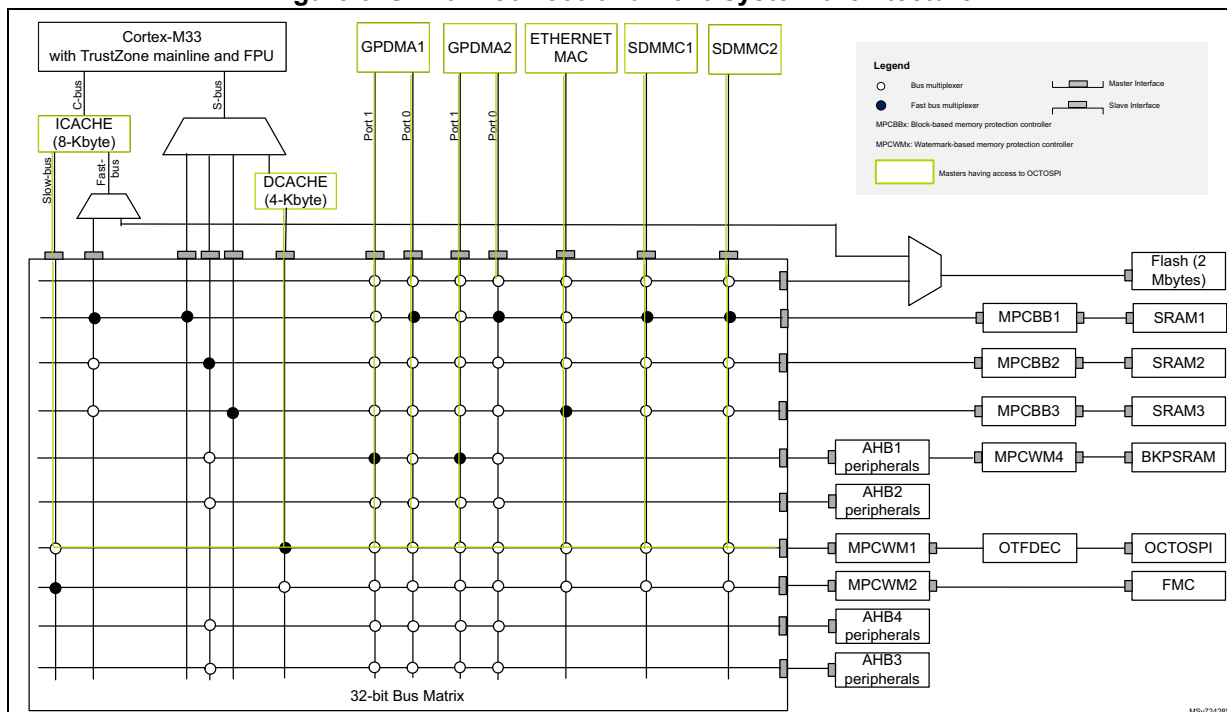 Cortex-M33
with TrustZone mainline and FPU
GPDMA1
GPDMA2
ETHERNET
MAC
SDMMC1
SDMMC2
Legend
Bus multiplexer
Fast bus multiplexer
MPCBBx: Block-based memory protection controller
MPCWMx: Watermark-based memory protection controller
Masters having access to OCTOSPI
Master Interface
Slave Interface
C-bus
S-bus
Port 1
Port 0
Port 1
Port 0
ICACHE
(8-Kbyte)
Slow-bus
Fast-
bus
DCACHE
(4-Kbyte)
Flash (2
Mbytes)
MPCBB1
SRAM1
MPCBB2
SRAM2
MPCBB3
SRAM3
AHB1
peripherals
MPCWM4
BKPSRAM
AHB2
peripherals
MPCWM1
OTFDEC
OCTOSPI
MPCWM2
FMC
AHB4
peripherals
AHB3
peripherals
32-bit Bus Matrix